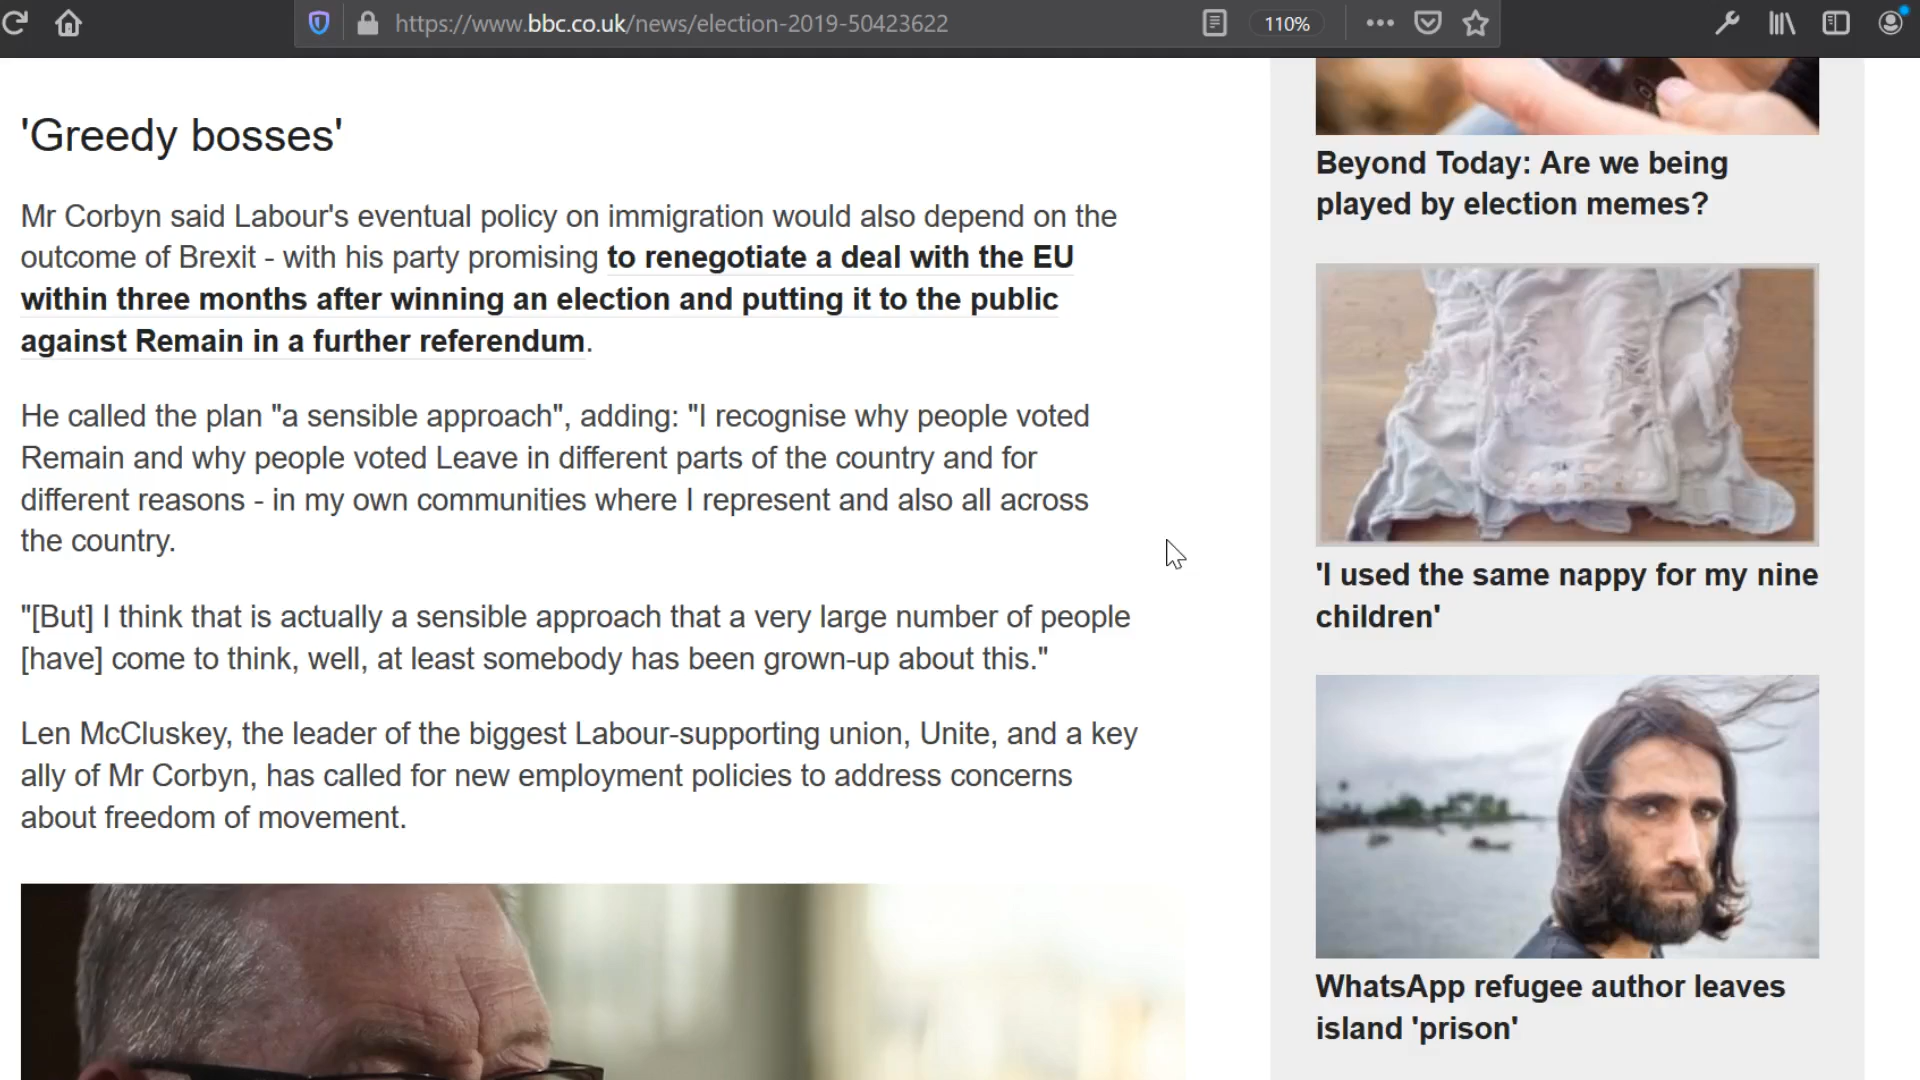 https://www.bbc.co.uk/news/election-2019-50423622
110%
'Greedy bosses'
Mr Corbyn said Labour's eventual policy on immigration would also depend on the
outcome of Brexit - with his party promising to renegotiate a deal with the EU
within three months after winning an election and putting it to the public
against Remain in a further referendum.
He called the plan "a sensible approach", adding: "I recognise why people voted
Remain and why people voted Leave in different parts of the country and for
different reasons - in my own communities where I represent and also all across
the country.
"[But] I think that is actually a sensible approach that a very large number of people
[have] come to think, well, at least somebody has been grown-up about this."
Len McCluskey, the leader of the biggest Labour-supporting union, Unite, and a key
ally of Mr Corbyn, has called for new employment policies to address concerns
about freedom of movement.
Beyond Today: Are we being
played by election memes?
'I used the same nappy for my nine
children'
WhatsApp refugee author leaves
island 'prison'